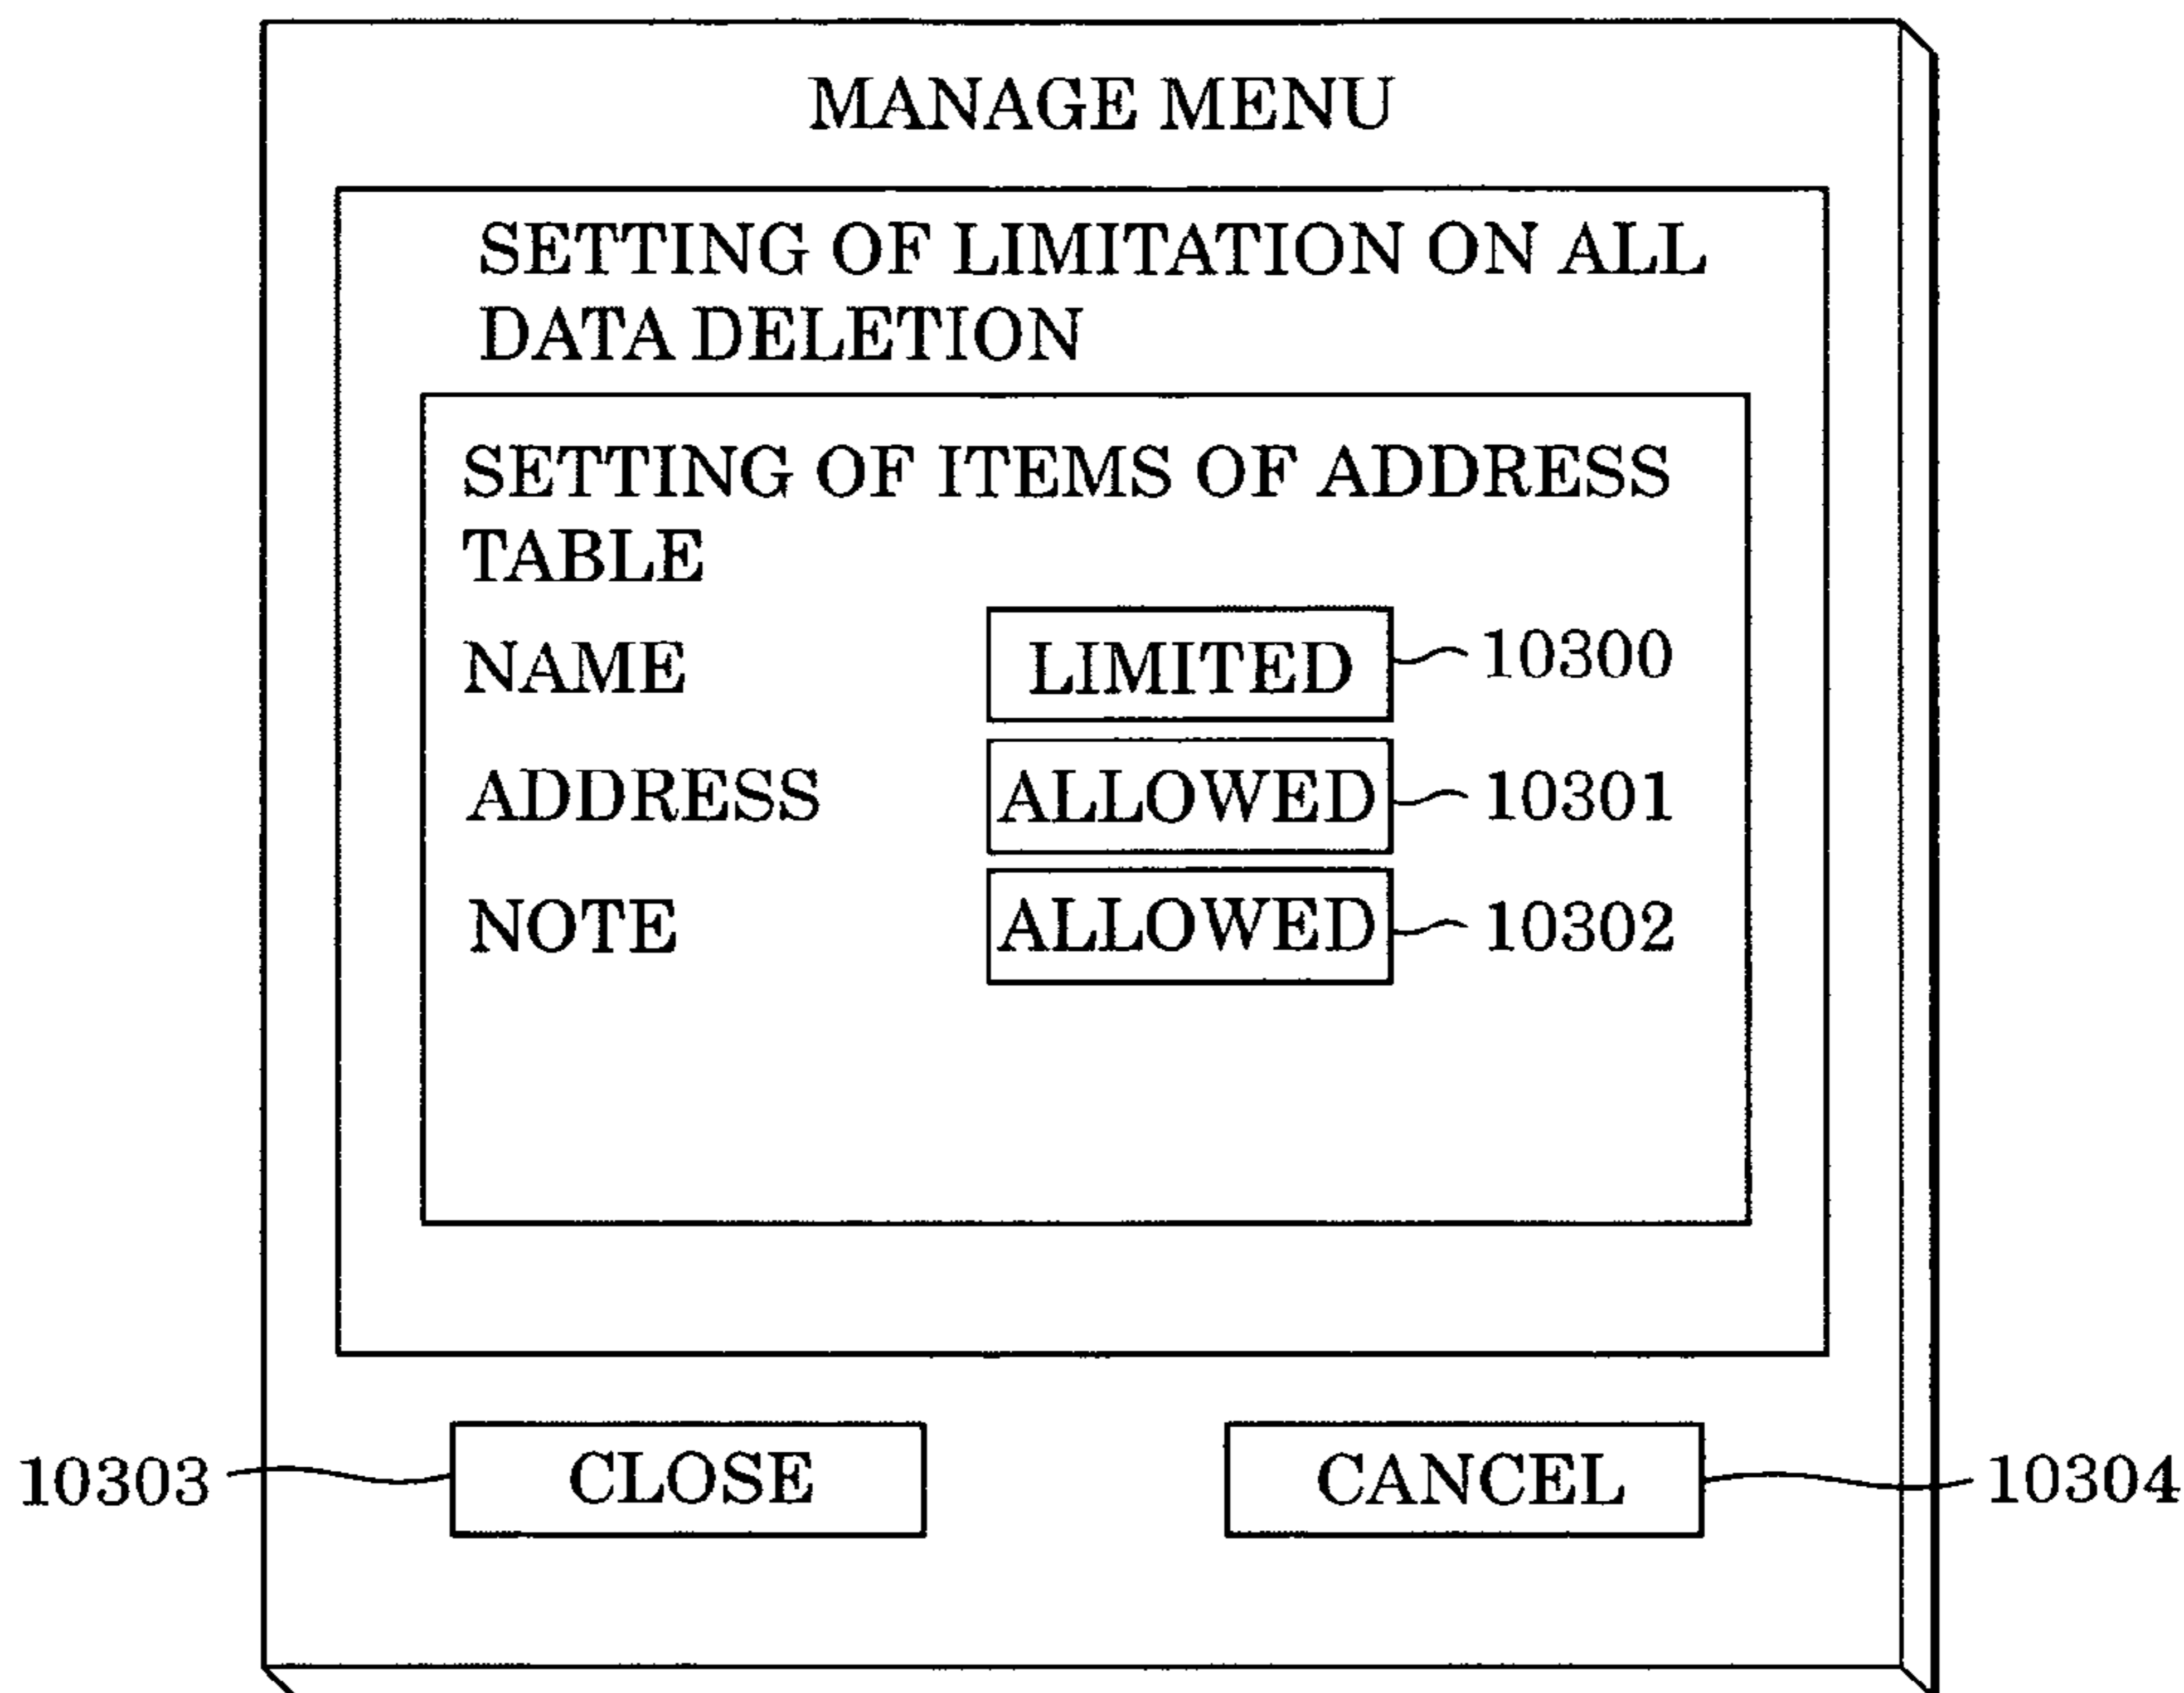 MANAGE MENU
SETTING OF LIMITATION ON ALL
DATA DELETION
SETTING OF ITEMS OF ADDRESS
TABLE
NAME LIMITED 10300
ADDRESS ALLOWED 10301
NOTE ALLOWED 10302
10303 CLOSE CANCEL 10304